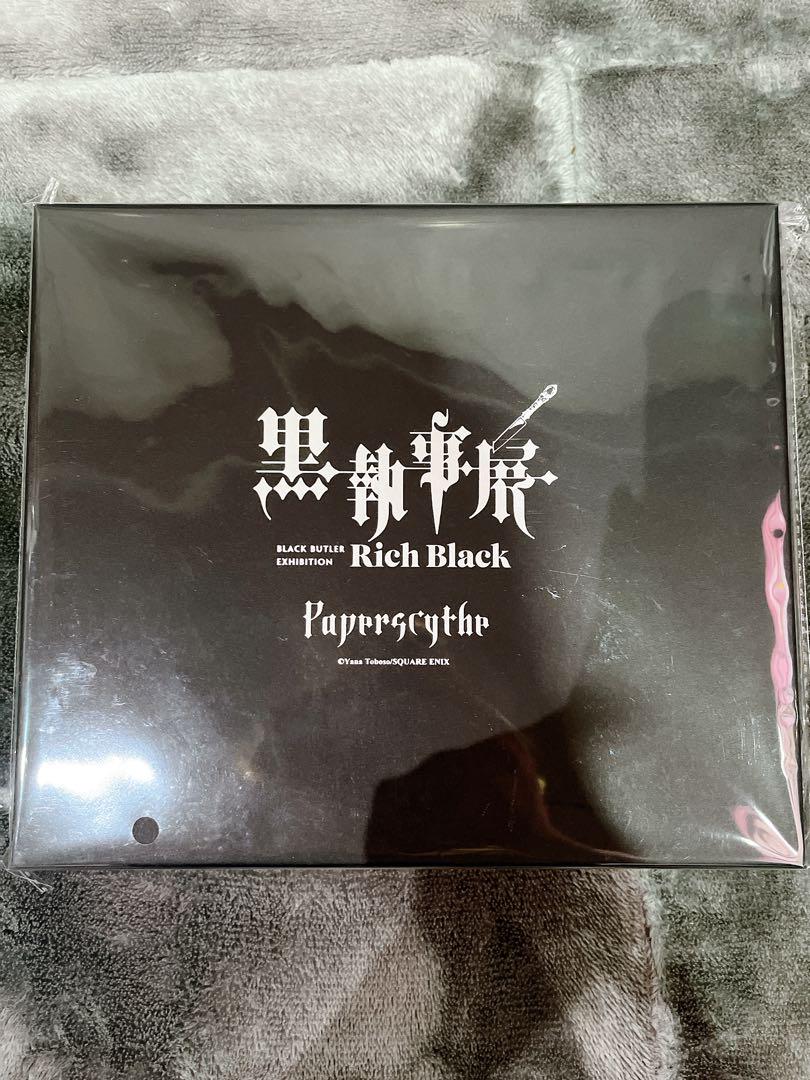 黒執事展
BLACK BUTLER
EXHIBITION
Rich Black
Paperscythe
©Yana Toboso/SQUARE ENIX